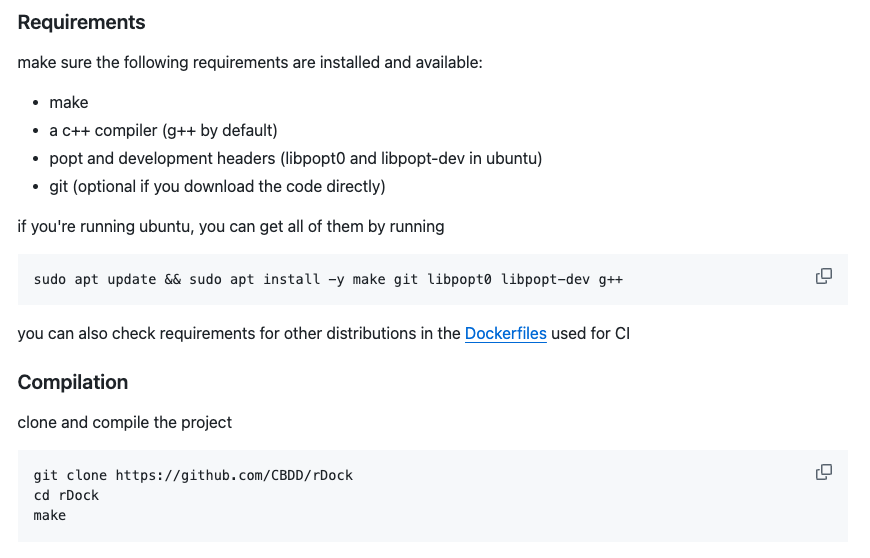 Requirements
make sure the following requirements are installed and available:
• make
• a c++ compiler (g++ by default)
• popt and development headers (libpopt0 and libpopt-dev in ubuntu)
• git (optional if you download the code directly)
if you're running ubuntu, you can get all of them by running
sudo apt update && sudo apt install -y make git libpopt0 libpopt-dev g++
you can also check requirements for other distributions in the Dockerfiles used for CI
Compilation
clone and compile the project
git clone https://github.com/CBDD/rDock
cd rDock
make